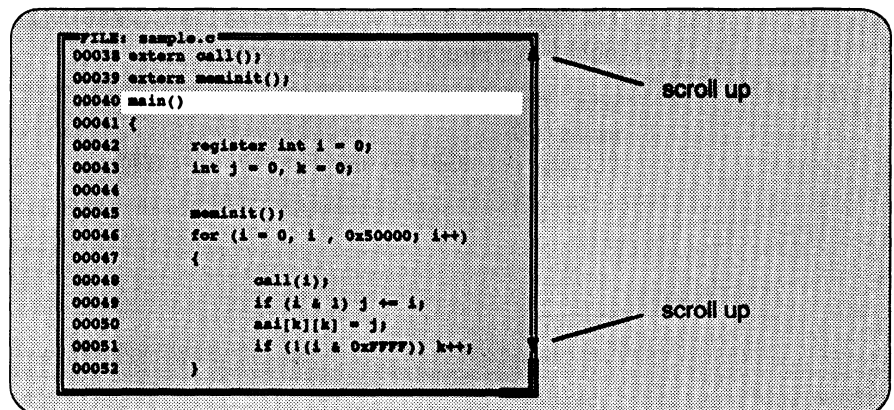 FILE: sample.c
00038 extern call();
00039 extern meminit();
00040 main()
00041 {
00042 register int i = 0;
00043 int j = 0, k = 0;
00044
00045 meminit();
00046 for (i = 0, i , 0x50000; i++)
00047 {
00048 call(i);
00049 if (i & 1) j += i;
00050 aai[k][k] = j;
00051 if (!(i & 0xFFFF)) k++;
00052 }
scroll up
scroll up